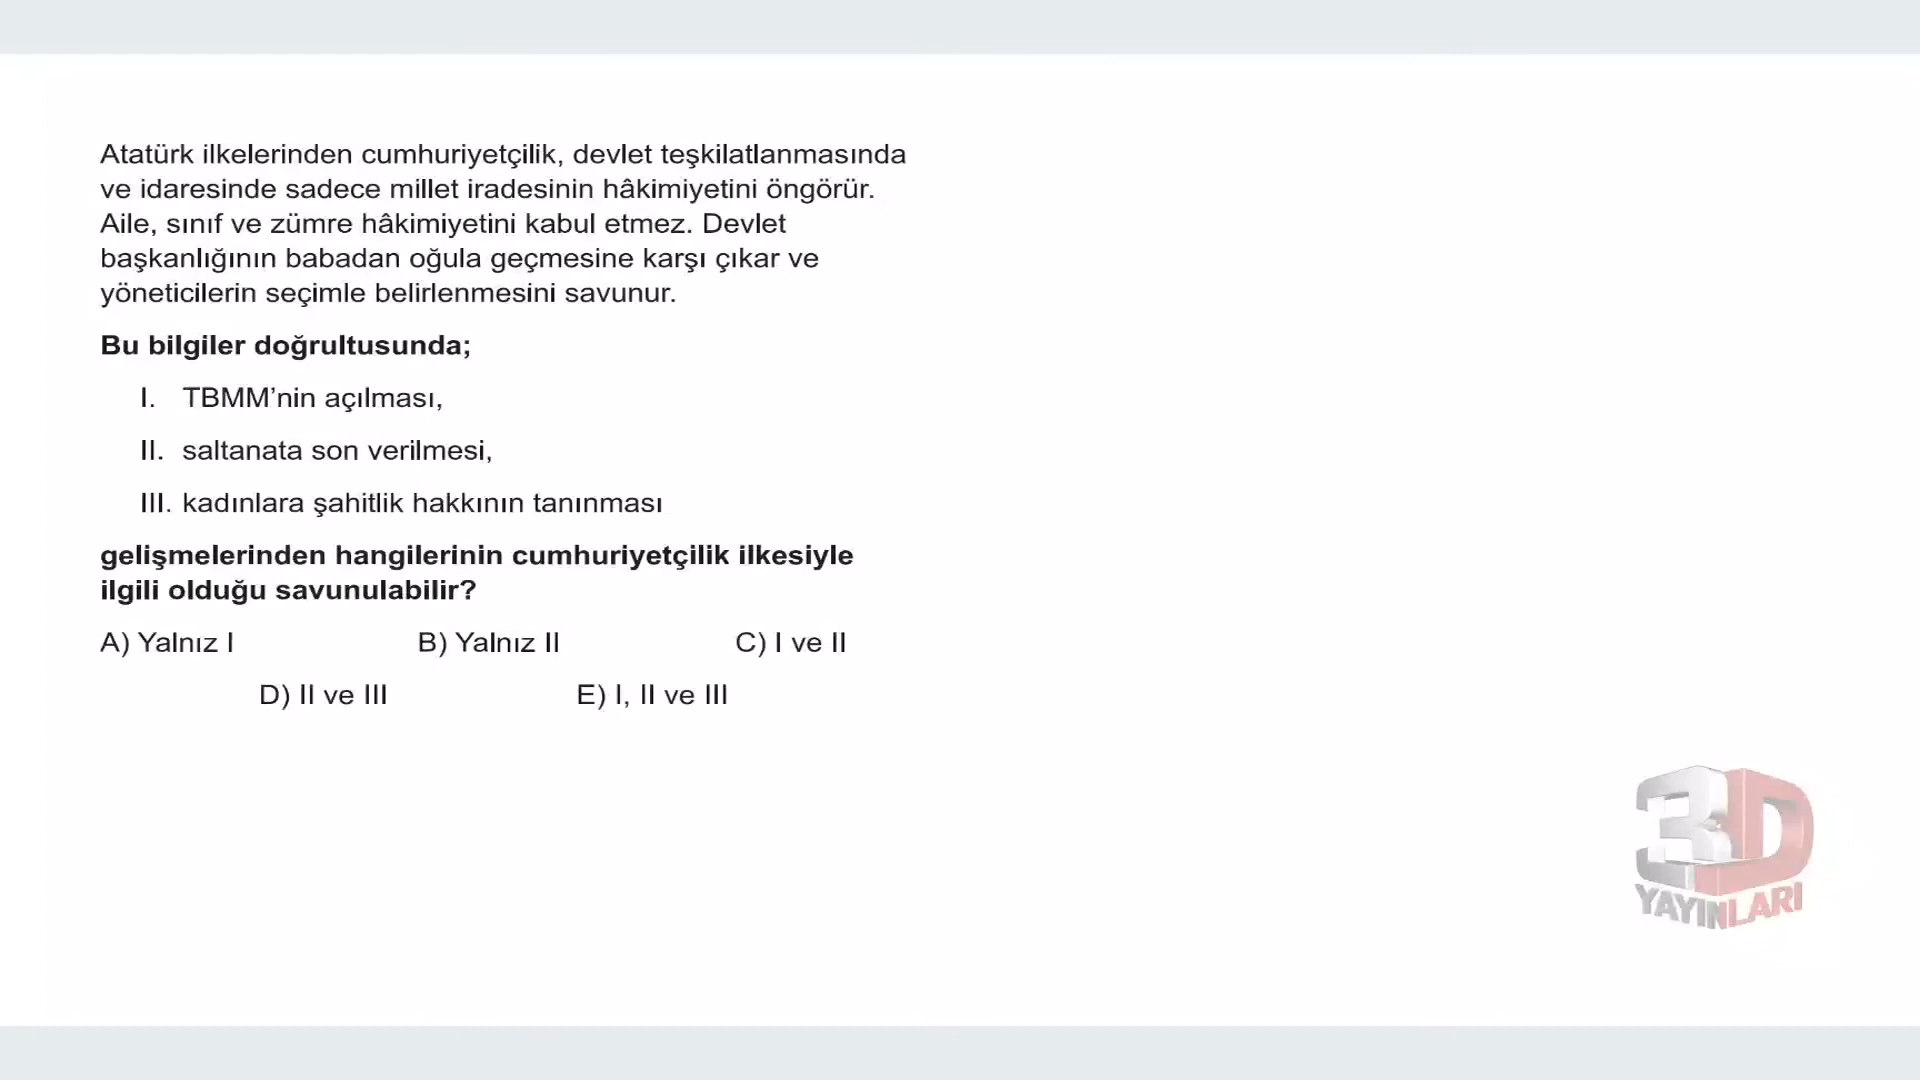 Atatürk ilkelerinden cumhuriyetçilik, devlet teşkilatlanmasında
ve idaresinde sadece millet iradesinin hâkimiyetini öngörür.
Aile, sınıf ve zümre hâkimiyetini kabul etmez. Devlet
başkanlığının babadan oğula geçmesine karşı çıkar ve
yöneticilerin seçimle belirlenmesini savunur.
Bu bilgiler doğrultusunda;
I. TBMM’nin açılması,
II. saltanata son verilmesi,
III. kadınlara şahitlik hakkının tanınması
gelişmelerinden hangilerinin cumhuriyetçilik ilkesiyle
ilgili olduğu savunulabilir?
A) Yalnız I B) Yalnız II C) I ve II
D) II ve III E) I, II ve III
3D
YAYINLARI